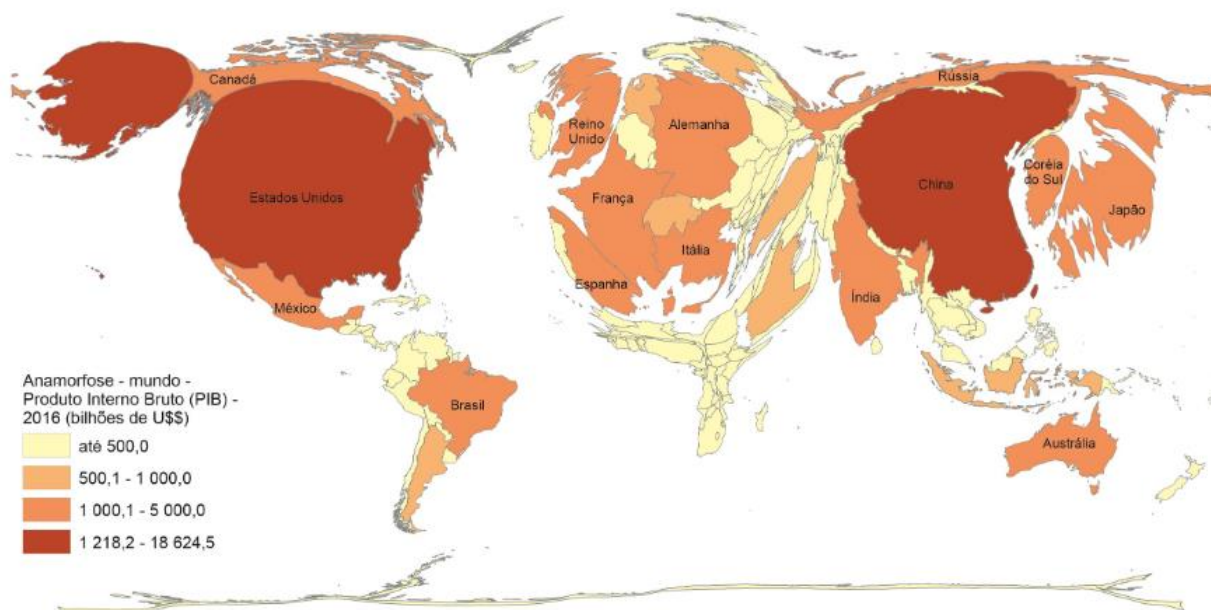 Canadá
Rússia
Reino
Unido
Alemanha
Coréia
do Sul
Estados Unidos
França
China
Japão
Itália
Espanha
Índia
México
Brasil
Austrália
Anamorfose - mundo -
Produto Interno Bruto (PIB) -
2016 (bilhões de U$$)
até 500,0
500,1 - 1 000,0
1 000,1 - 5 000,0
1 218,2 - 18 624,5